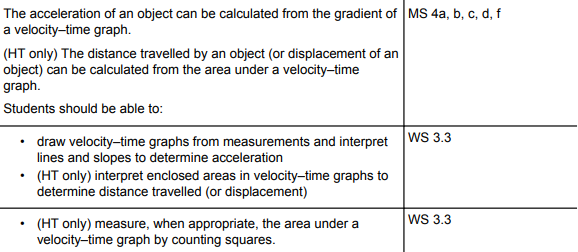 The acceleration of an object can be calculated from the gradient of
a velocity–time graph.
MS 4a, b, c, d, f
(HT only) The distance travelled by an object (or displacement of an
object) can be calculated from the area under a velocity–time
graph.
Students should be able to:
• draw velocity–time graphs from measurements and interpret
lines and slopes to determine acceleration
• (HT only) interpret enclosed areas in velocity–time graphs to
determine distance travelled (or displacement)
WS 3.3
• (HT only) measure, when appropriate, the area under a
velocity–time graph by counting squares.
WS 3.3